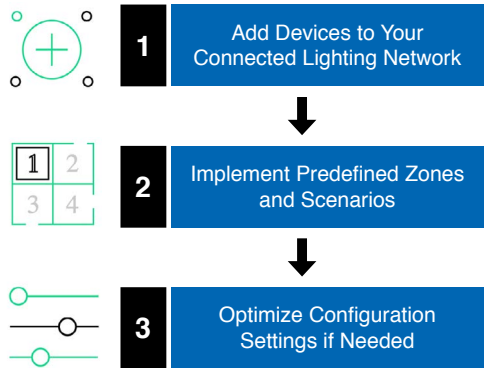 1
Add Devices to Your
Connected Lighting Network
1 2
3 4
2
Implement Predefined Zones
and Scenarios
3
Optimize Configuration
Settings if Needed